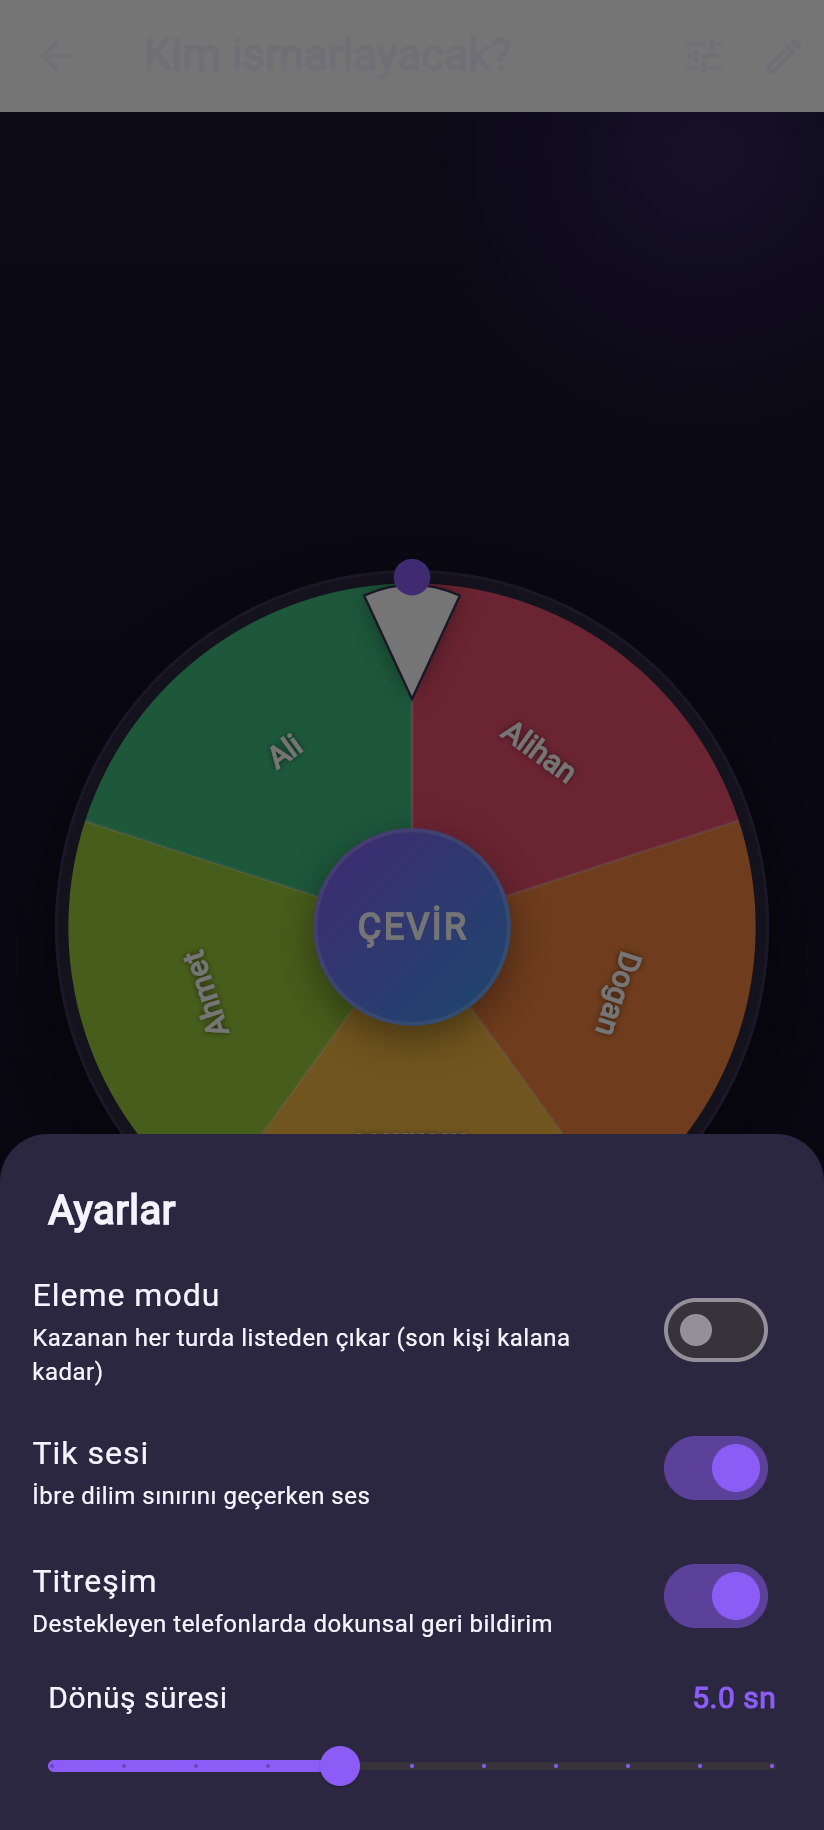 Kim ısmarlayacak?
Ali
Alihan
ÇEVİR
Ahmet
Dogan
Ayarlar
Eleme modu
Kazanan her turda listeden çıkar (son kişi kalana
kadar)
Tik sesi
İbre dilim sınırını geçerken ses
Titreşim
Destekleyen telefonlarda dokunsal geri bildirim
Dönüş süresi
5.0 sn